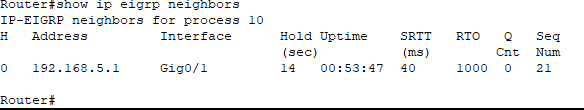 Router#show ip eigrp neighbors
IP-EIGRP neighbors for process 10
H   Address         Interface      Hold Uptime    SRTT   RTO   Q   Seq
                                   (sec)          (ms)        Cnt  Num
0   192.168.5.1     Gig0/1         14   00:53:47  40     1000  0   21
Router#